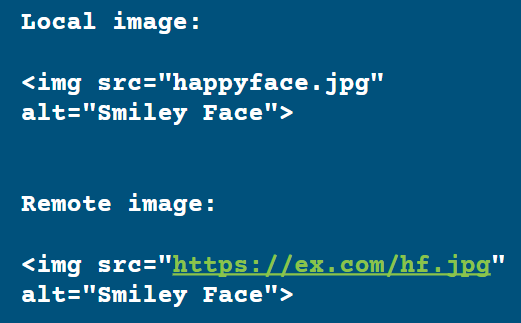 Local image:
<img src="happyface.jpg"
alt="Smiley Face">
Remote image:
<img src="https://ex.com/hf.jpg"
alt="Smiley Face">